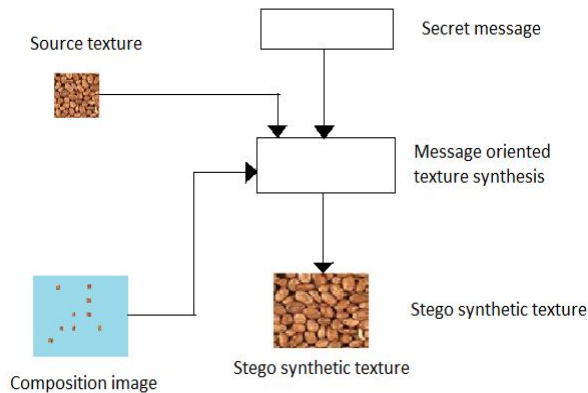 Source texture
Secret message
Message oriented
texture synthesis
Stego synthetic texture
Stego synthetic texture
Composition image